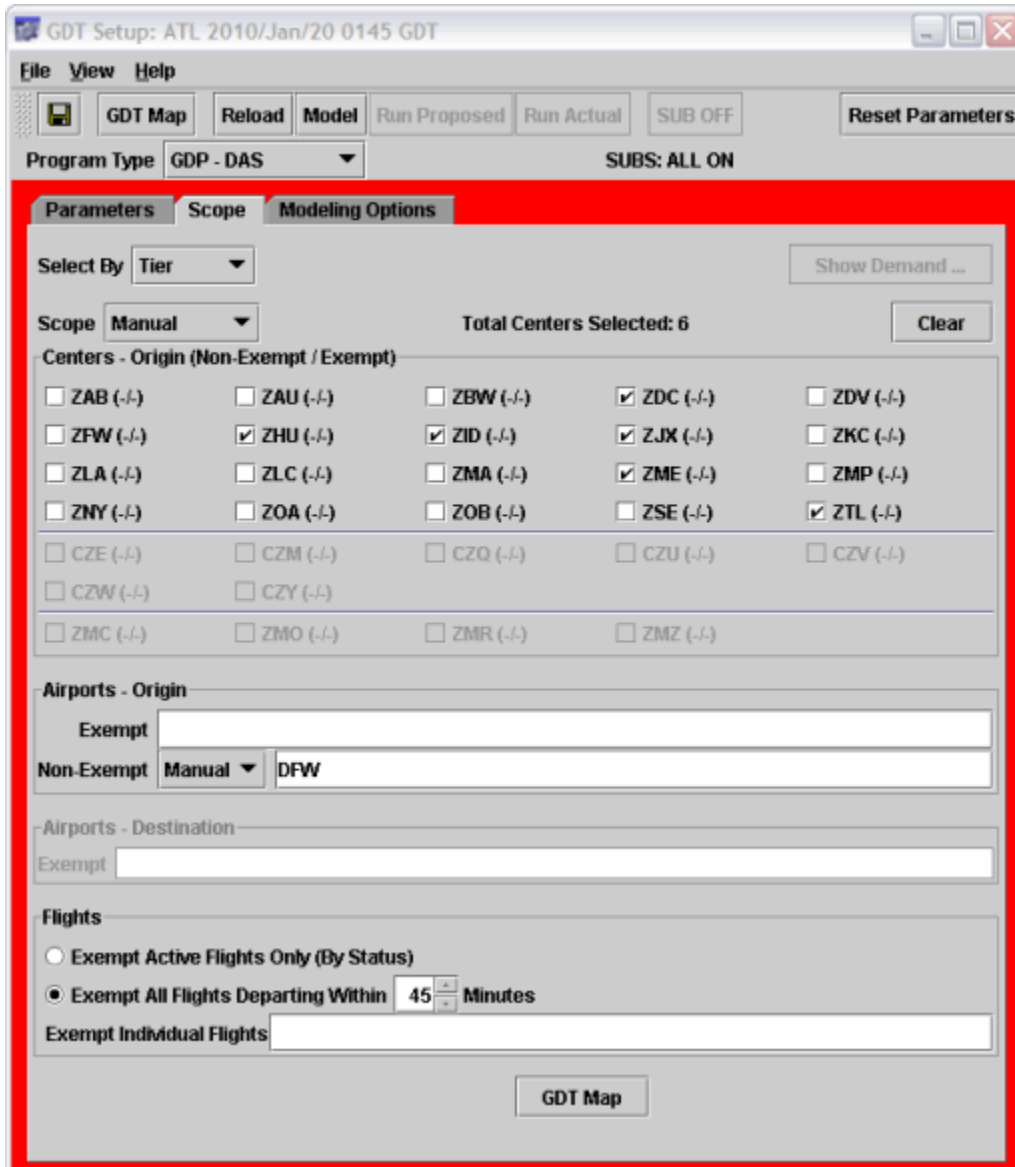 GDT Setup: ATL 2010/Jan/20 0145 GDT
File View Help
GDT Map Reload Model Run Proposed Run Actual SUB OFF Reset Parameters
Program Type GDP - DAS SUBS: ALL ON
Parameters Scope Modeling Options
Select By Tier Show Demand ...
Scope Manual Total Centers Selected: 6 Clear
Centers - Origin (Non-Exempt / Exempt)
ZAB (-/-) ZAU (-/-) ZBW (-/-) ZDC (-/-) ZDV (-/-)
ZFW (-/-) ZHU (-/-) ZID (-/-) ZJX (-/-) ZKC (-/-)
ZLA (-/-) ZLC (-/-) ZMA (-/-) ZME (-/-) ZMP (-/-)
ZNY (-/-) ZOA (-/-) ZOB (-/-) ZSE (-/-) ZTL (-/-)
CZE (-/-) CZM (-/-) CZQ (-/-) CZU (-/-) CZV (-/-)
CZW (-/-) CZY (-/-)
ZMC (-/-) ZMO (-/-) ZMR (-/-) ZMZ (-/-)
Airports - Origin
Exempt
Non-Exempt Manual DFW
Airports - Destination
Exempt
Flights
Exempt Active Flights Only (By Status)
Exempt All Flights Departing Within 45 Minutes
Exempt Individual Flights
GDT Map